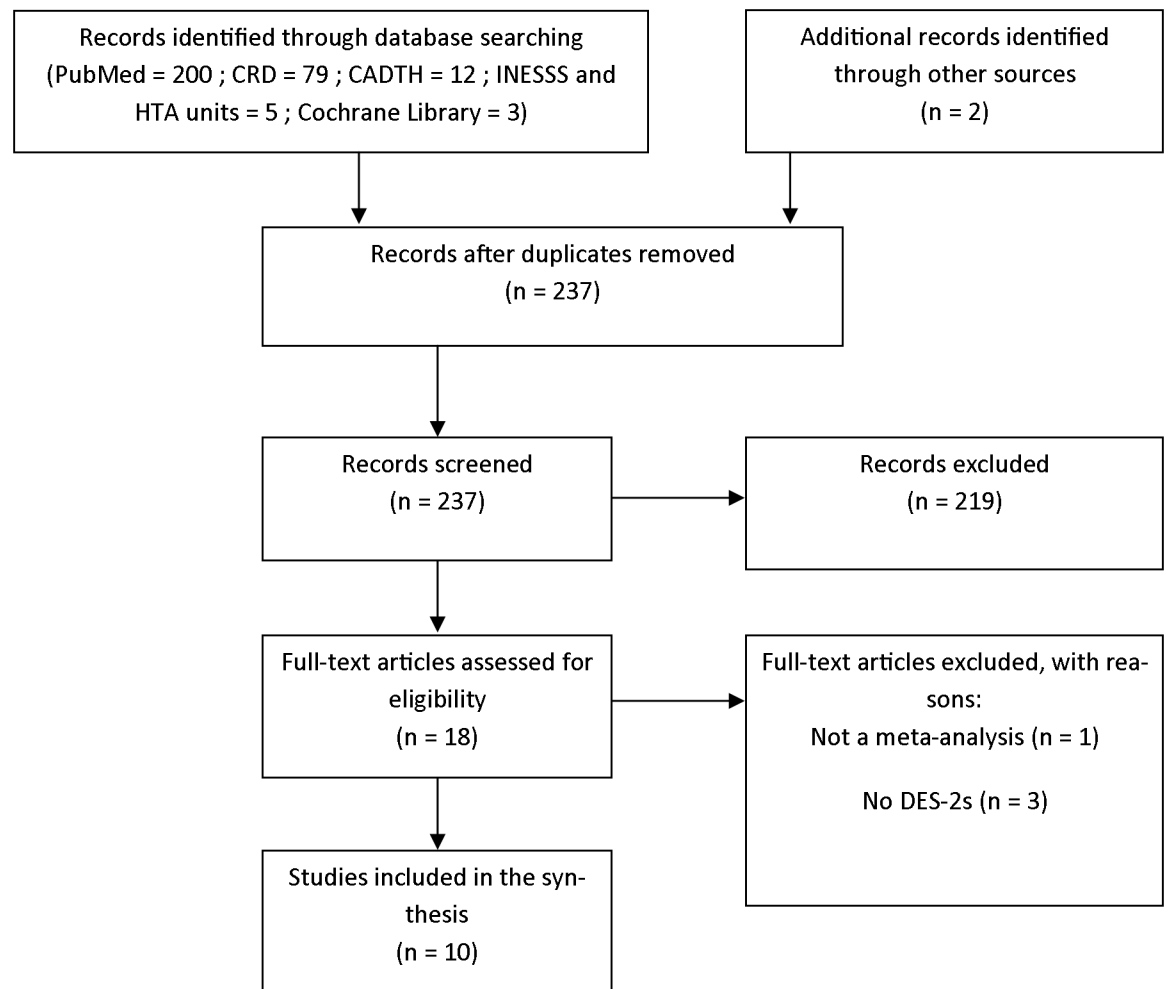 Records identified through database searching
(PubMed = 200 ; CRD = 79 ; CADTH = 12 ; INESSS and
HTA units = 5 ; Cochrane Library = 3)
Additional records identified
through other sources
(n = 2)
Records after duplicates removed
(n = 237)
Records screened
(n = 237)
Records excluded
(n = 219)
Full-text articles assessed for
eligibility
(n = 18)
Full-text articles excluded, with rea-
sons:
Not a meta-analysis (n = 1)
No DES-2s (n = 3)
Studies included in the syn-
thesis
(n = 10)